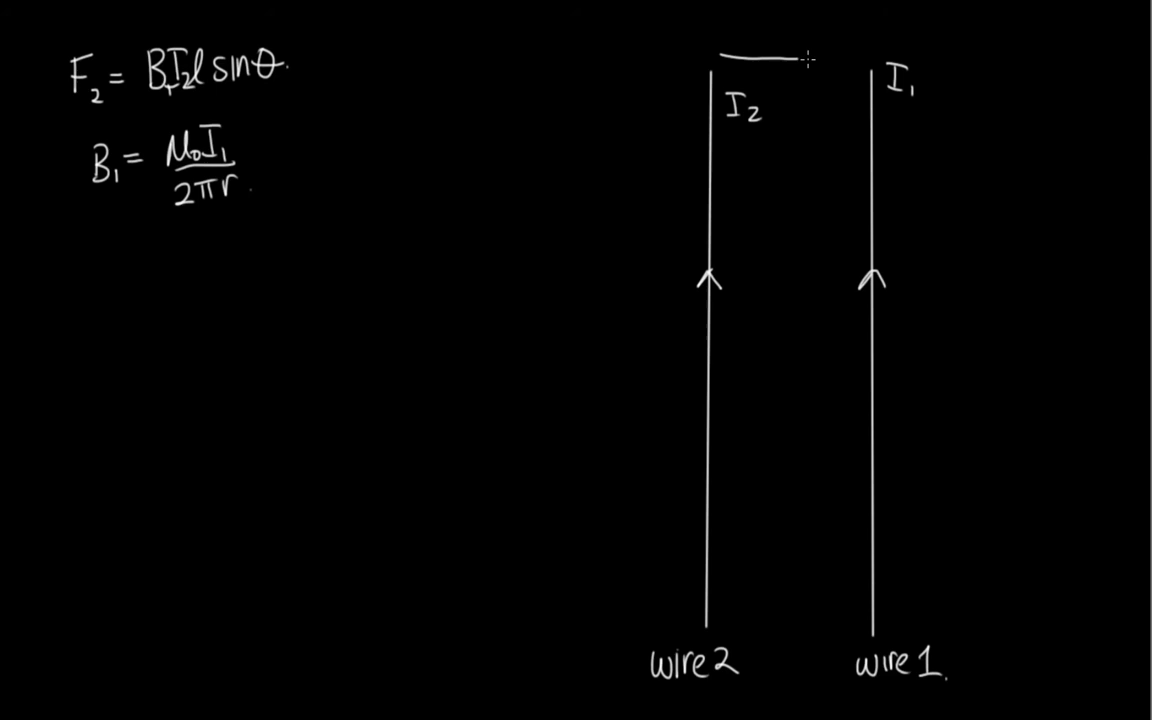 F₂ = B₁I₂l sinθ.
B₁ = μ₀I₁ / 2πr.
I₂
I₁
wire 2
wire 1.